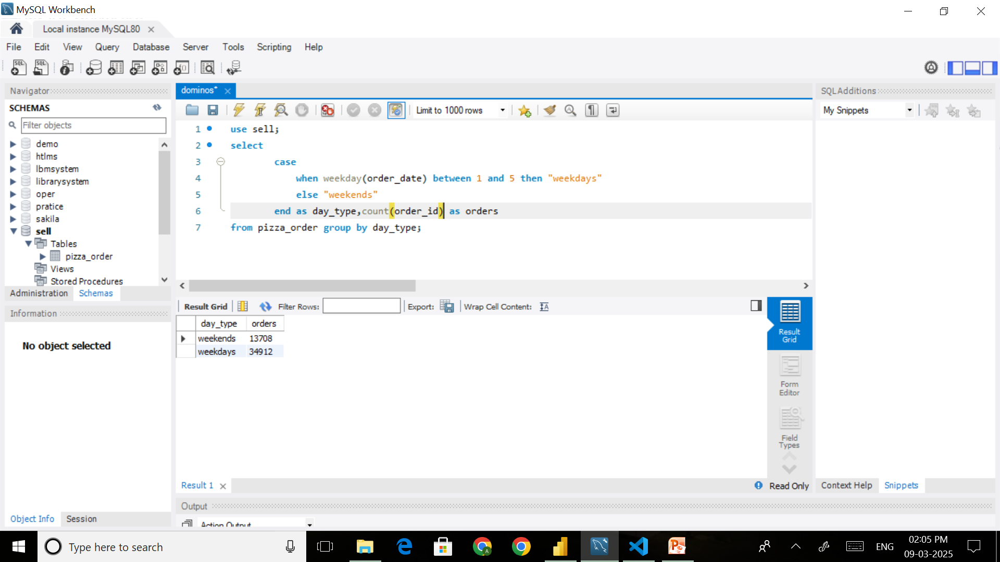 MySQL Workbench
Local instance MySQL80
File Edit View Query Database Server Tools Scripting Help
Navigator
SCHEMAS
Filter objects
demo
htlms
lbmsystem
librarysystem
oper
pratice
sakila
sell
Tables
pizza_order
Views
Stored Procedures
Administration Schemas
Information
No object selected
Object Info Session
dominos*
Limit to 1000 rows
1 use sell;
2 select
3 case
4 when weekday(order_date) between 1 and 5 then "weekdays"
5 else "weekends"
6 end as day_type,count(order_id) as orders
7 from pizza_order group by day_type;
Result Grid Filter Rows: Export: Wrap Cell Content:
day_type orders
weekends 13708
weekdays 34912
Result Grid
Form Editor
Field Types
Result 1
Read Only
Output
Action Output
SQLAdditions
My Snippets
Context Help Snippets
Type here to search
ENG
02:05 PM
09-03-2025